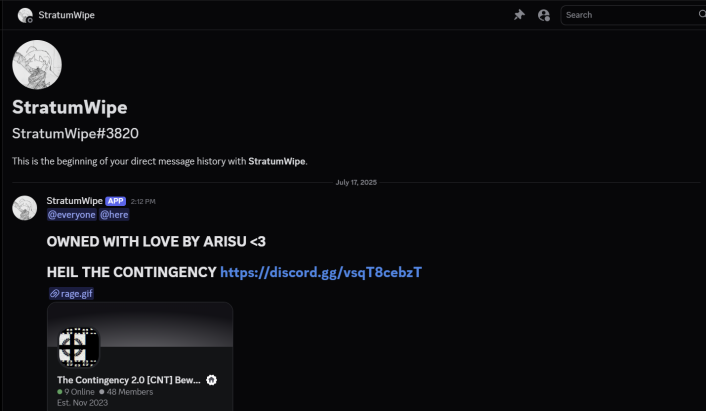 StratumWipe
Search
StratumWipe
StratumWipe#3820
This is the beginning of your direct message history with StratumWipe.
July 17, 2025
StratumWipe APP 2:12 PM
@everyone @here
OWNED WITH LOVE BY ARISU <3
HEIL THE CONTINGENCY https://discord.gg/vsqT8cebzT
rage.gif
The Contingency 2.0 [CNT] Bew...
9 Online 48 Members
Est. Nov 2023